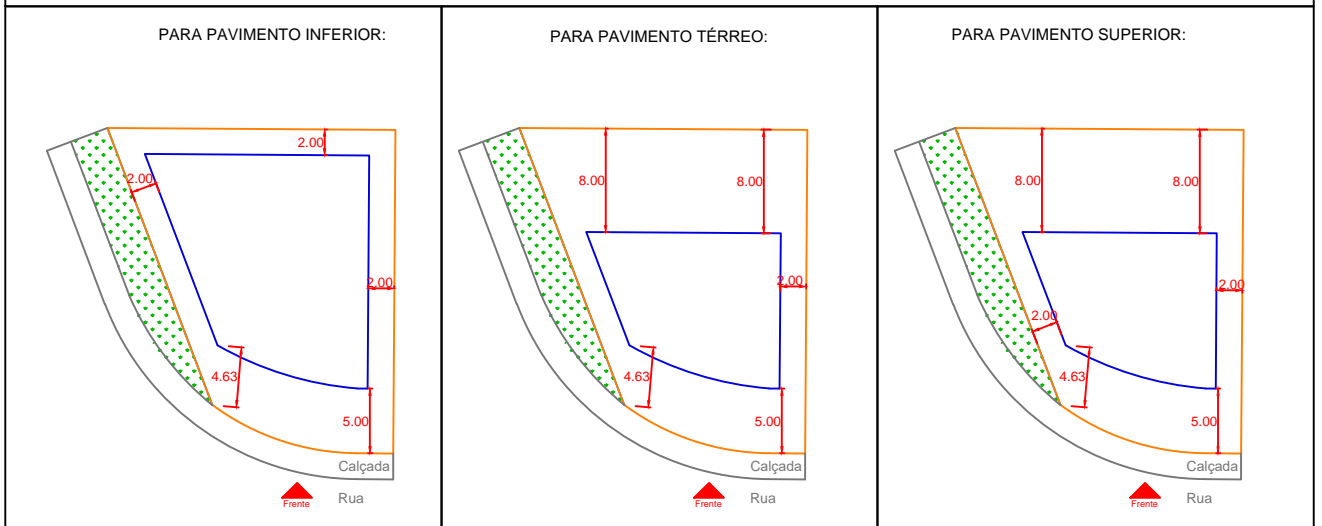 PARA PAVIMENTO INFERIOR:
2.00
2.00
2.00
4.63
5.00
Calçada
Rua
Frente
PARA PAVIMENTO TÉRREO:
8.00
8.00
2.00
4.63
5.00
Calçada
Rua
Frente
PARA PAVIMENTO SUPERIOR:
8.00
8.00
2.00
2.00
4.63
5.00
Calçada
Rua
Frente